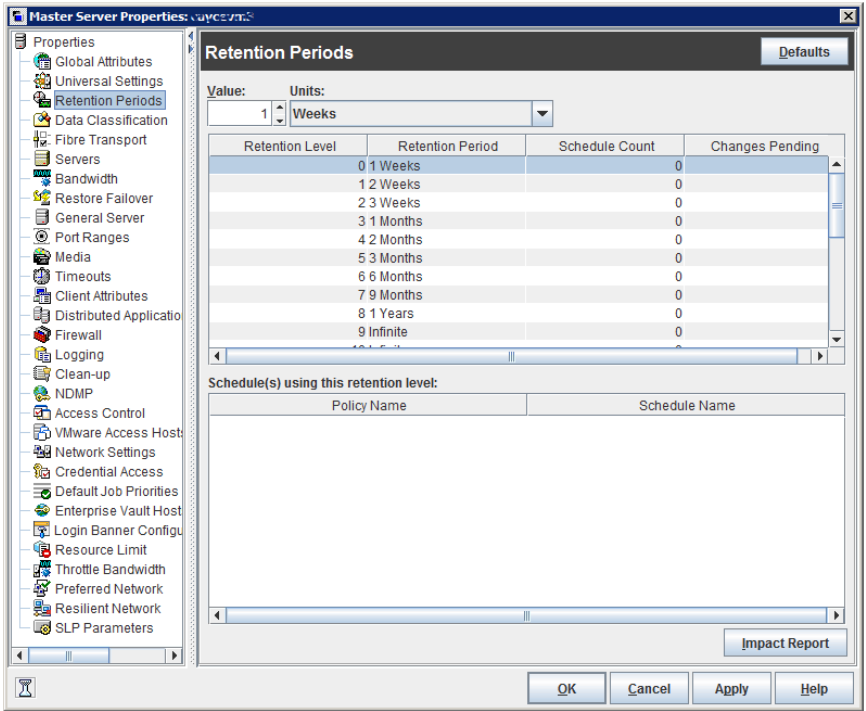 Master Server Properties:
Properties
Global Attributes
Universal Settings
Retention Periods
Data Classification
Fibre Transport
Servers
Bandwidth
Restore Failover
General Server
Port Ranges
Media
Timeouts
Client Attributes
Distributed Applicatio
Firewall
Logging
Clean-up
NDMP
Access Control
VMware Access Hosts
Network Settings
Credential Access
Default Job Priorities
Enterprise Vault Host
Login Banner Configu
Resource Limit
Throttle Bandwidth
Preferred Network
Resilient Network
SLP Parameters
Retention Periods
Defaults
Value: Units:
1 Weeks
Retention Level Retention Period Schedule Count Changes Pending
0 1 Weeks 0
1 2 Weeks 0
2 3 Weeks 0
3 1 Months 0
4 2 Months 0
5 3 Months 0
6 6 Months 0
7 9 Months 0
8 1 Years 0
9 Infinite 0
Schedule(s) using this retention level:
Policy Name Schedule Name
Impact Report
OK Cancel Apply Help